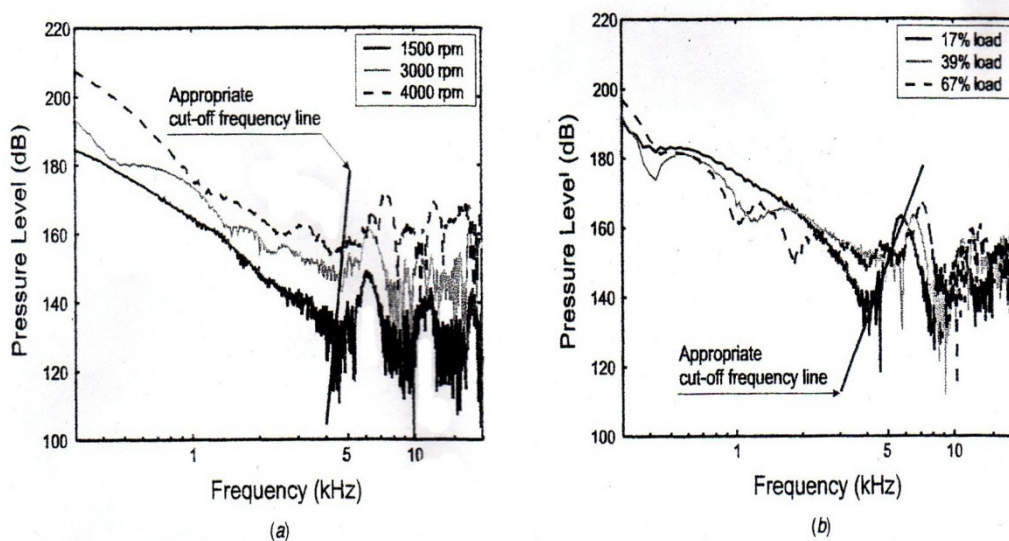 220
200
180
160
140
120
100
Pressure Level (dB)
1500 rpm
3000 rpm
4000 rpm
Appropriate
cut-off frequency line
1
5
10
Frequency (kHz)
(a)
220
200
180
160
140
120
100
Pressure Level (dB)
17% load
39% load
67% load
Appropriate
cut-off frequency line
1
5
10
Frequency (kHz)
(b)